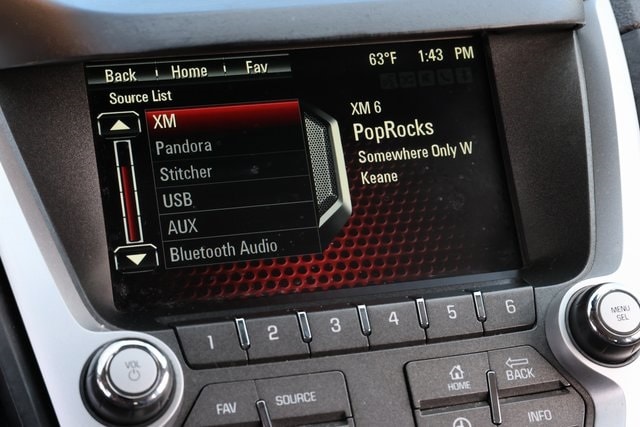 Back Home Fav 63°F 1:43 PM
Source List
XM
Pandora
Stitcher
USB
AUX
Bluetooth Audio
XM 6
PopRocks
Somewhere Only W
Keane
1 2 3 4 5 6
VOL
FAV SOURCE
HOME BACK
INFO
MENU
SEL